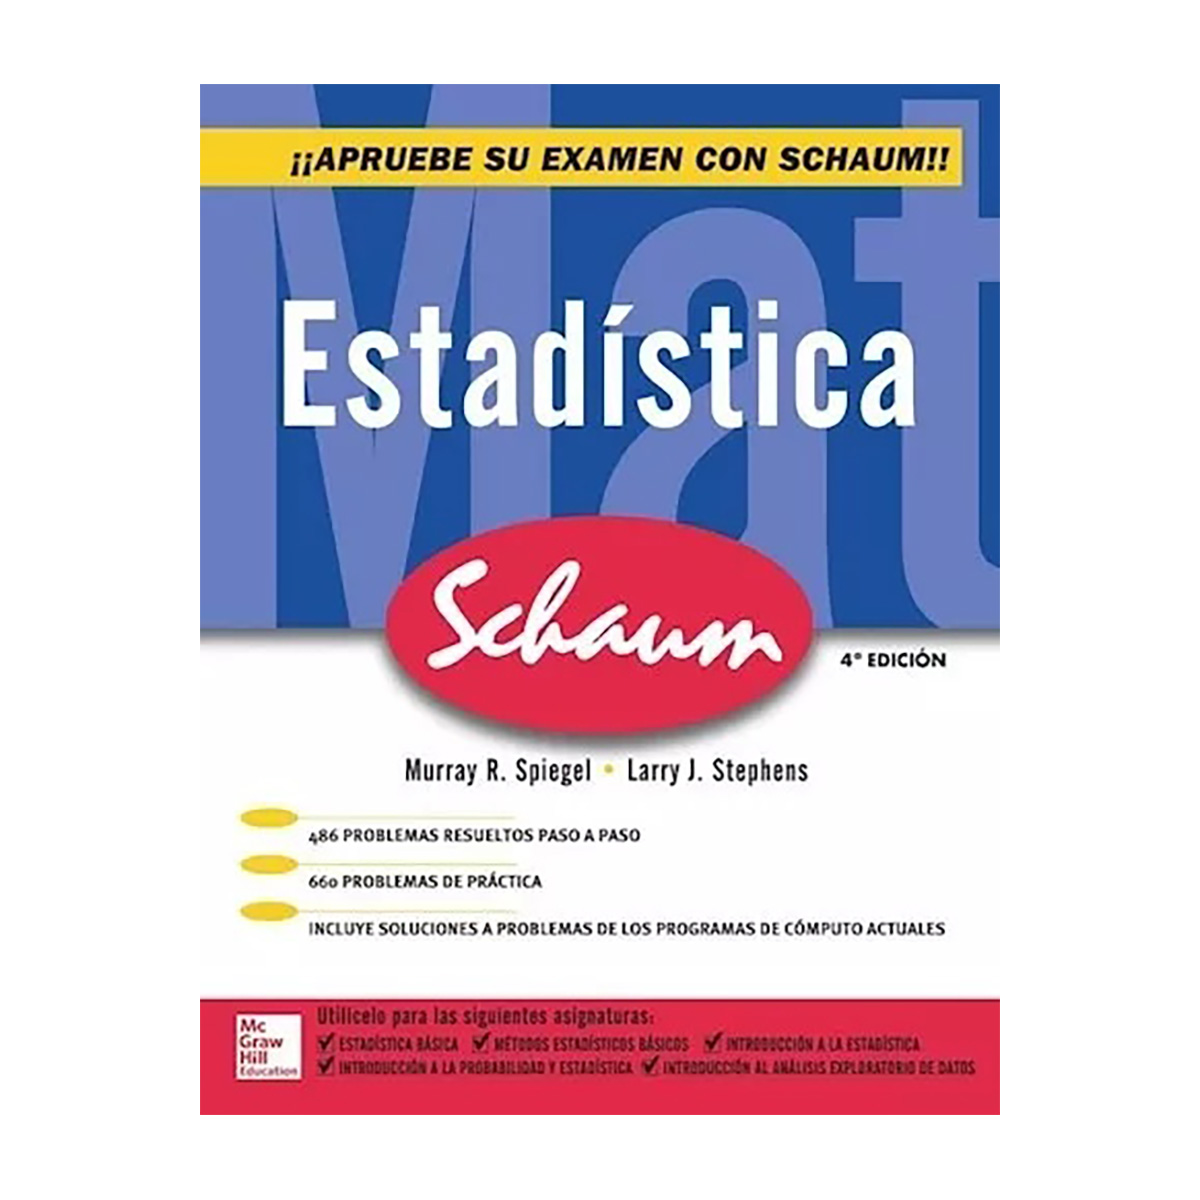 Mat
¡¡APRUEBE SU EXAMEN CON SCHAUM!!
Estadística
Schaum
4ª EDICIÓN
Murray R. Spiegel • Larry J. Stephens
486 PROBLEMAS RESUELTOS PASO A PASO
660 PROBLEMAS DE PRÁCTICA
INCLUYE SOLUCIONES A PROBLEMAS DE LOS PROGRAMAS DE CÓMPUTO ACTUALES
Utilícelo para las siguientes asignaturas:
ESTADÍSTICA BÁSICA MÉTODOS ESTADÍSTICOS BÁSICOS INTRODUCCIÓN A LA ESTADÍSTICA
INTRODUCCIÓN A LA PROBABILIDAD Y ESTADÍSTICA INTRODUCCIÓN AL ANÁLISIS EXPLORATORIO DE DATOS
Mc
Graw
Hill
Education